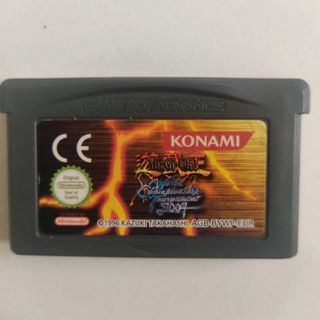 GAME BOY ADVANCE
CE
KONAMI
YU-GI-OH!
World
Championship
Tournament
2004
Original
Nintendo
Seal of
Quality
Nintendo
©1996 KAZUKI TAKAHASHI AGB-BYWP-EUR